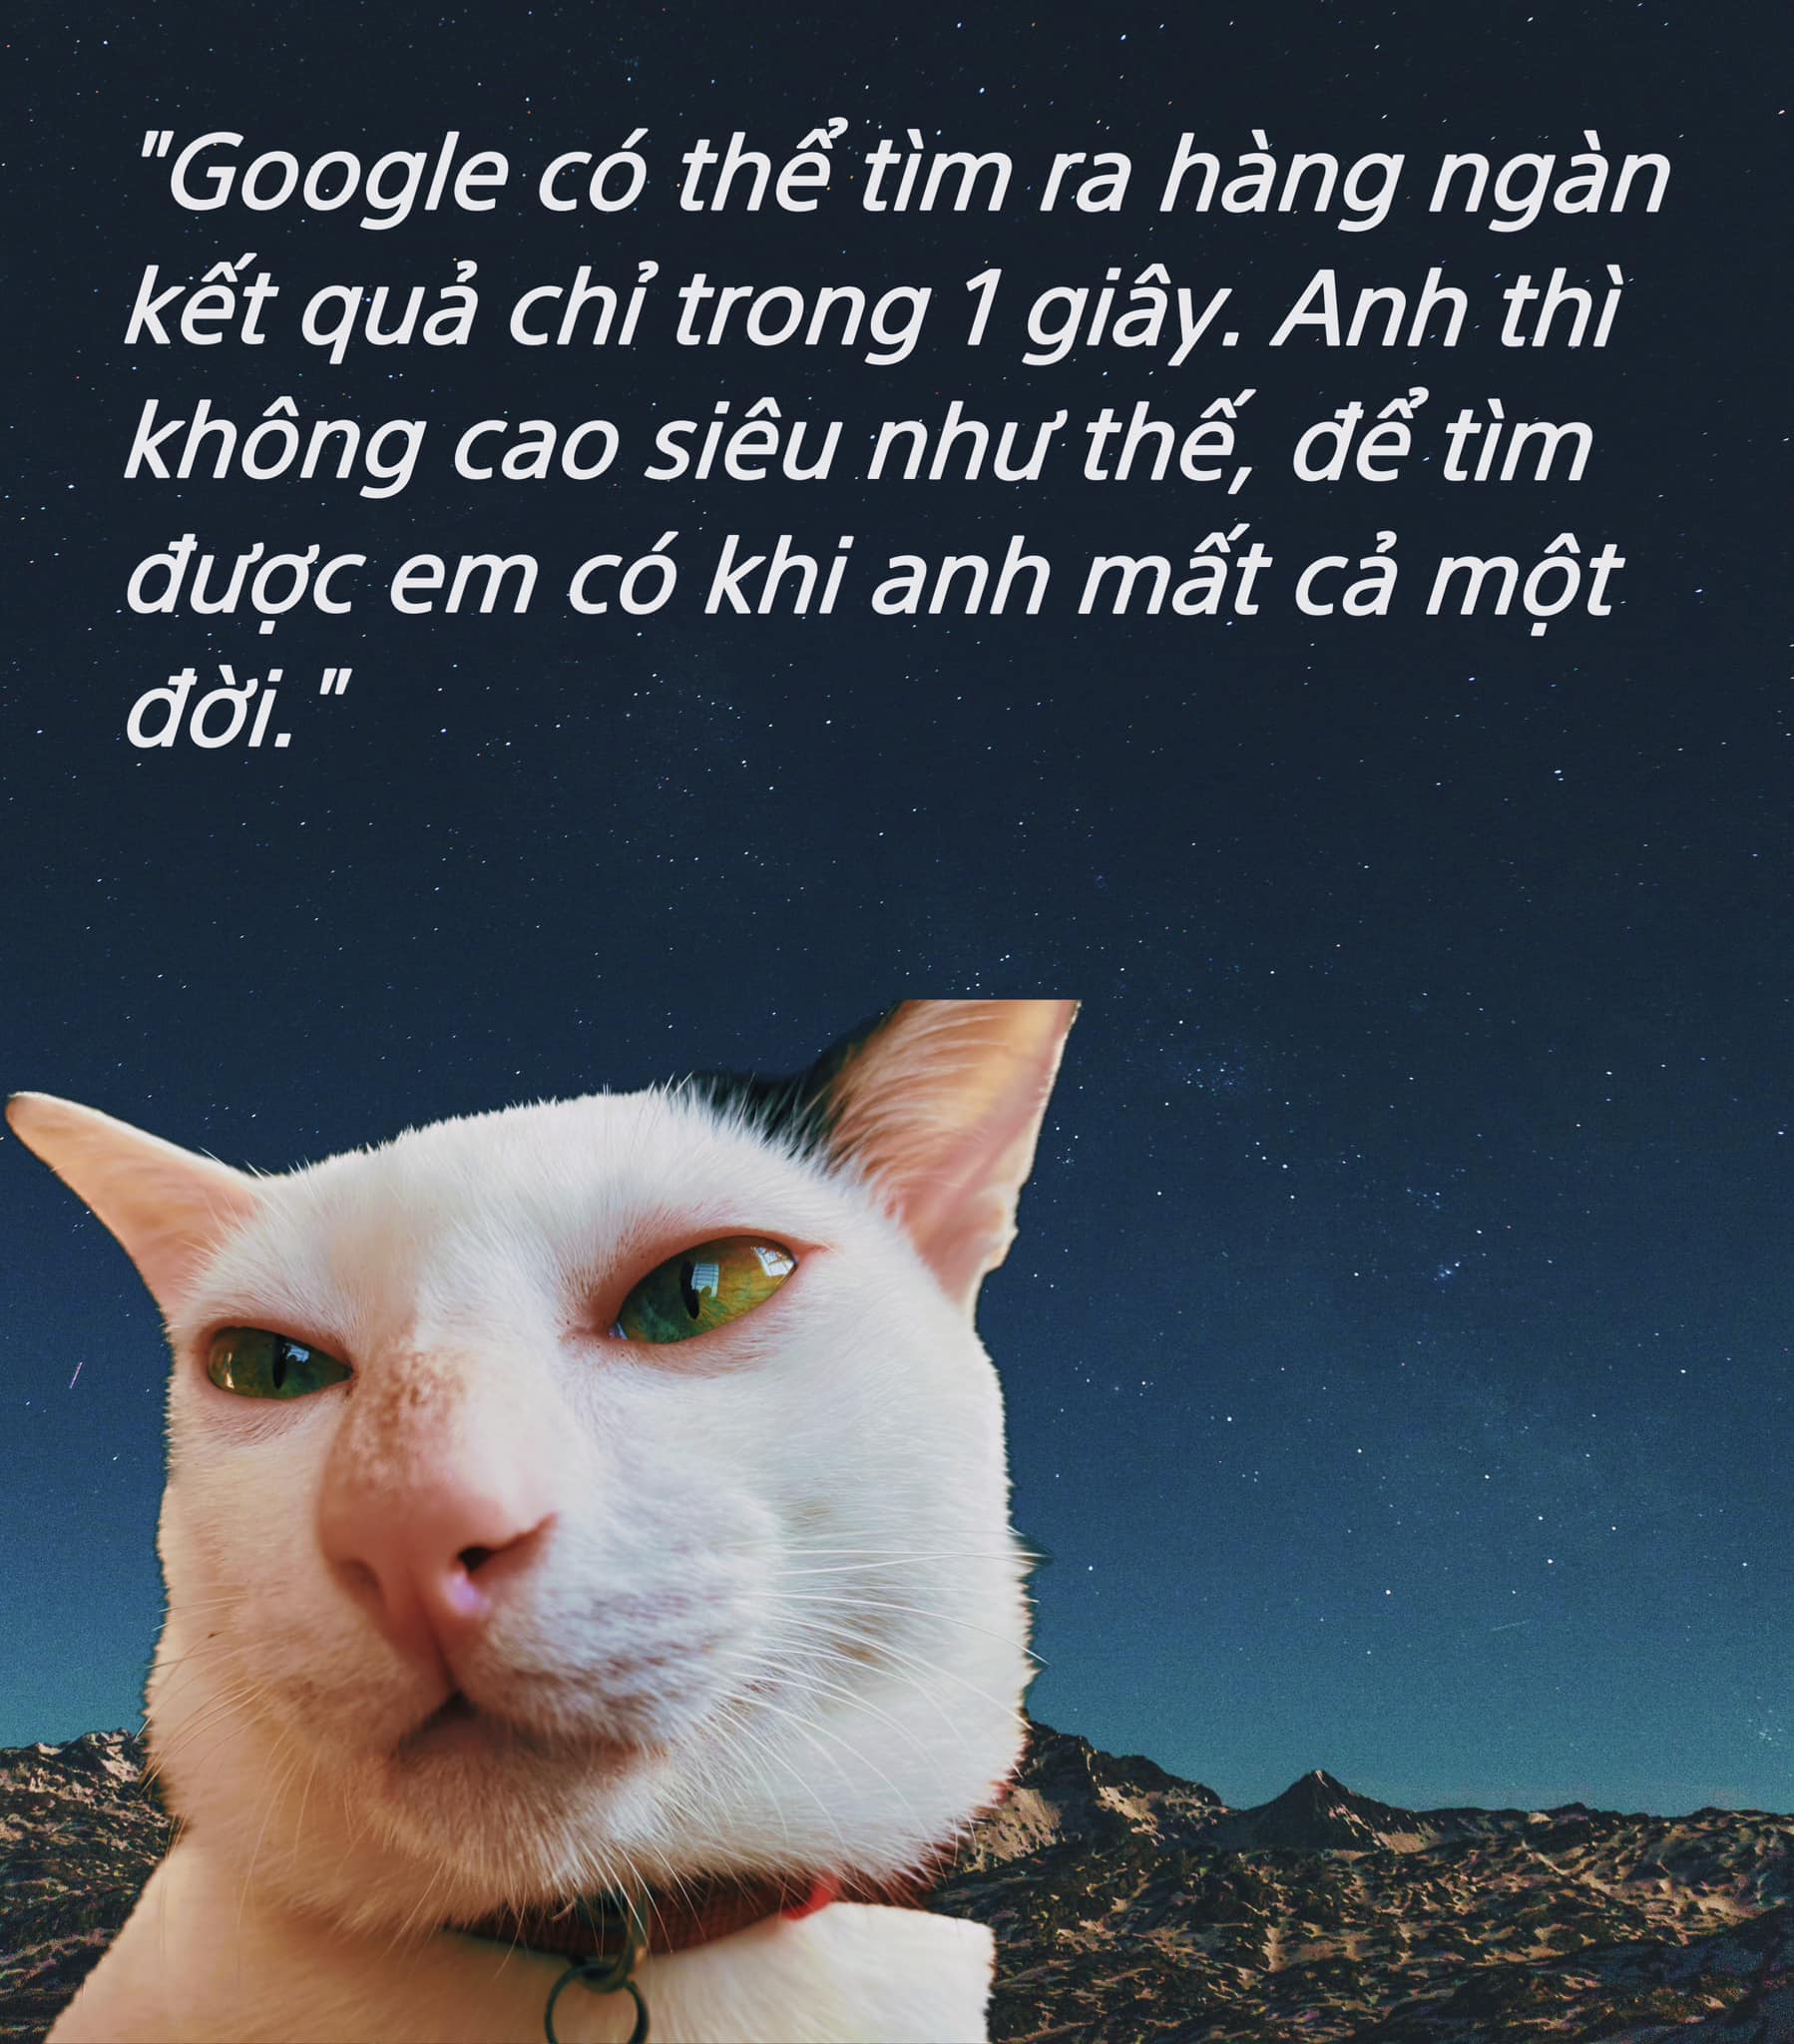 "Google có thể tìm ra hàng ngàn
kết quả chỉ trong 1 giây. Anh thì
không cao siêu như thế, để tìm
được em có khi anh mất cả một
đời."